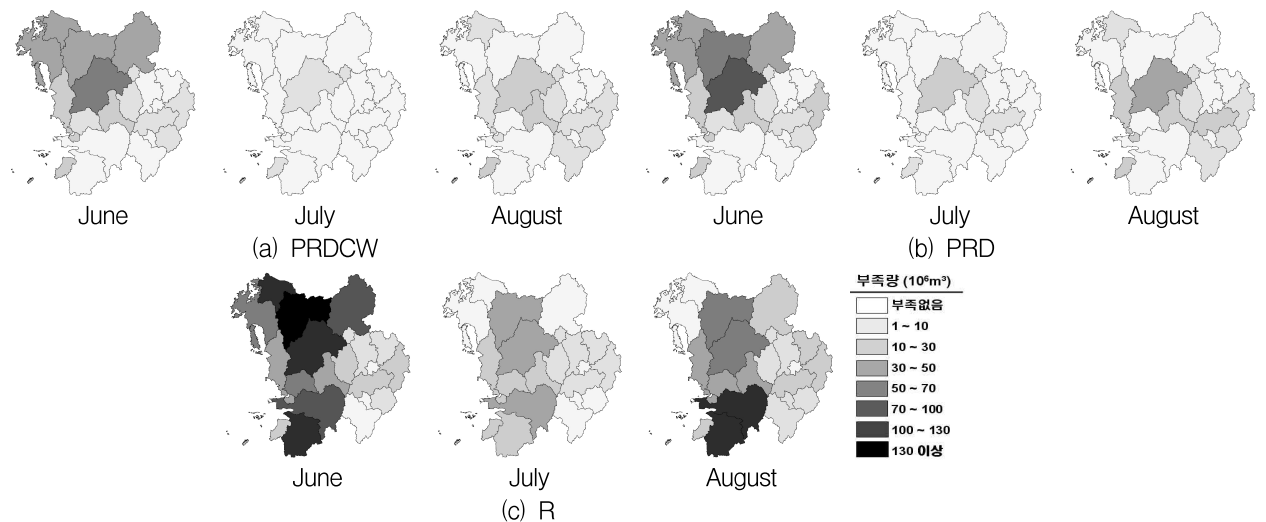 June
July
August
June
July
August
(a) PRDCW
(b) PRD
부족량 (10⁶m³)
부족없음
1 ~ 10
10 ~ 30
30 ~ 50
50 ~ 70
70 ~ 100
100 ~ 130
130 이상
June
July
August
(c) R